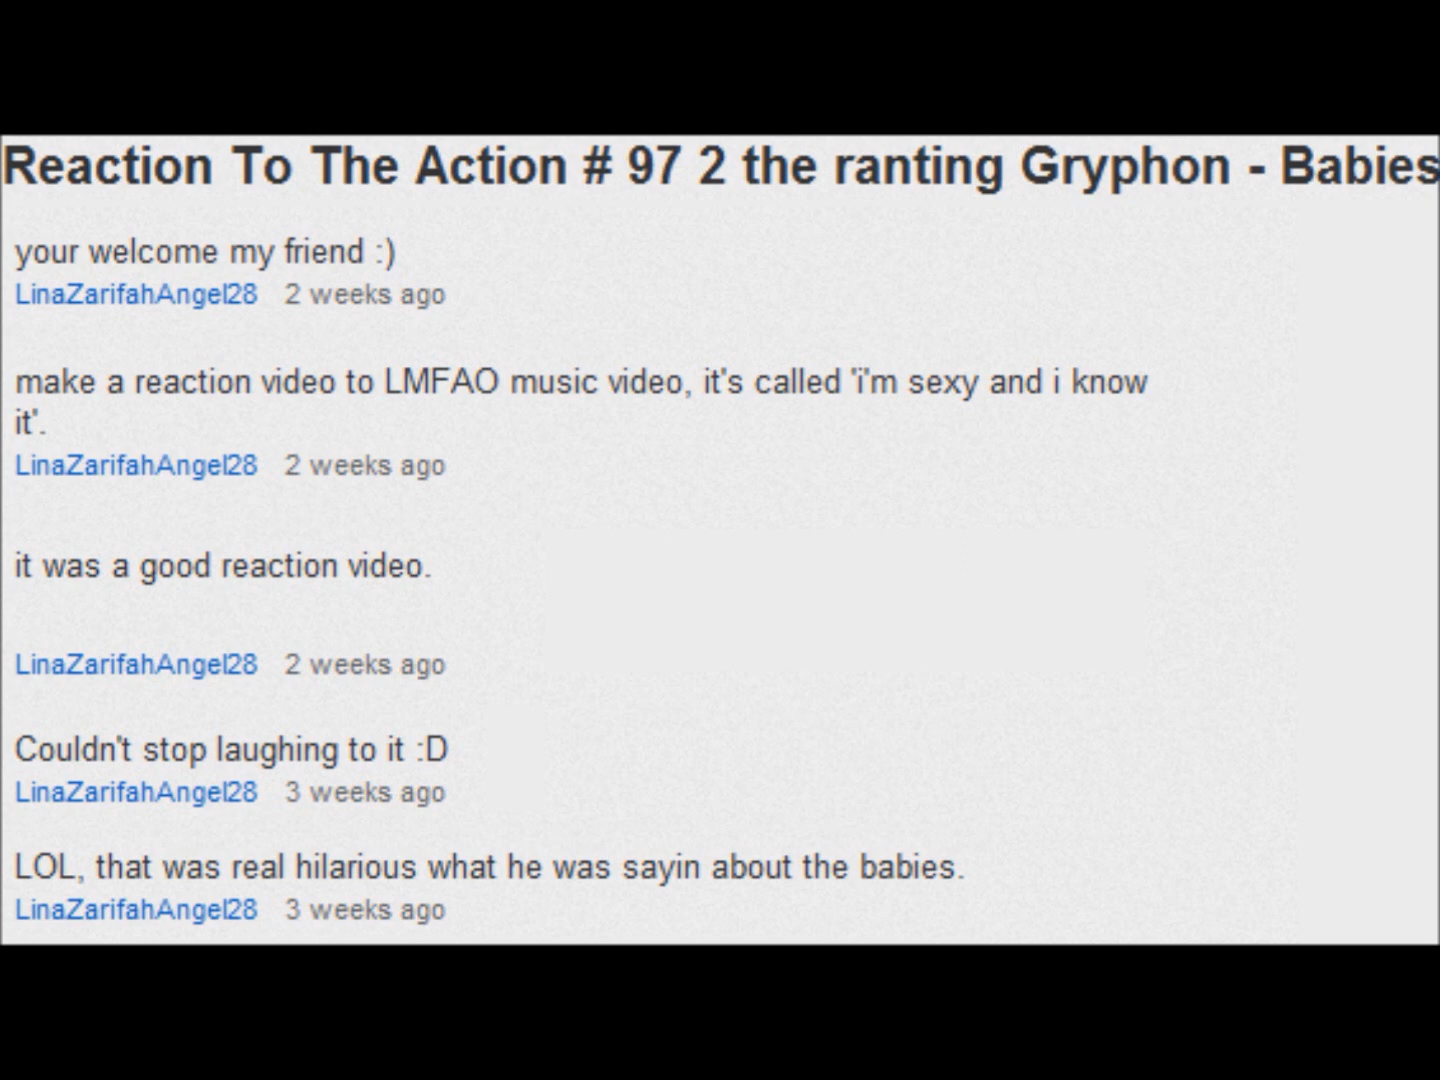 Reaction To The Action # 97 2 the ranting Gryphon - Babies
your welcome my friend :)
LinaZarifahAngel28 2 weeks ago
make a reaction video to LMFAO music video, it's called 'i'm sexy and i know
it'.
LinaZarifahAngel28 2 weeks ago
it was a good reaction video.
LinaZarifahAngel28 2 weeks ago
Couldn't stop laughing to it :D
LinaZarifahAngel28 3 weeks ago
LOL, that was real hilarious what he was sayin about the babies.
LinaZarifahAngel28 3 weeks ago